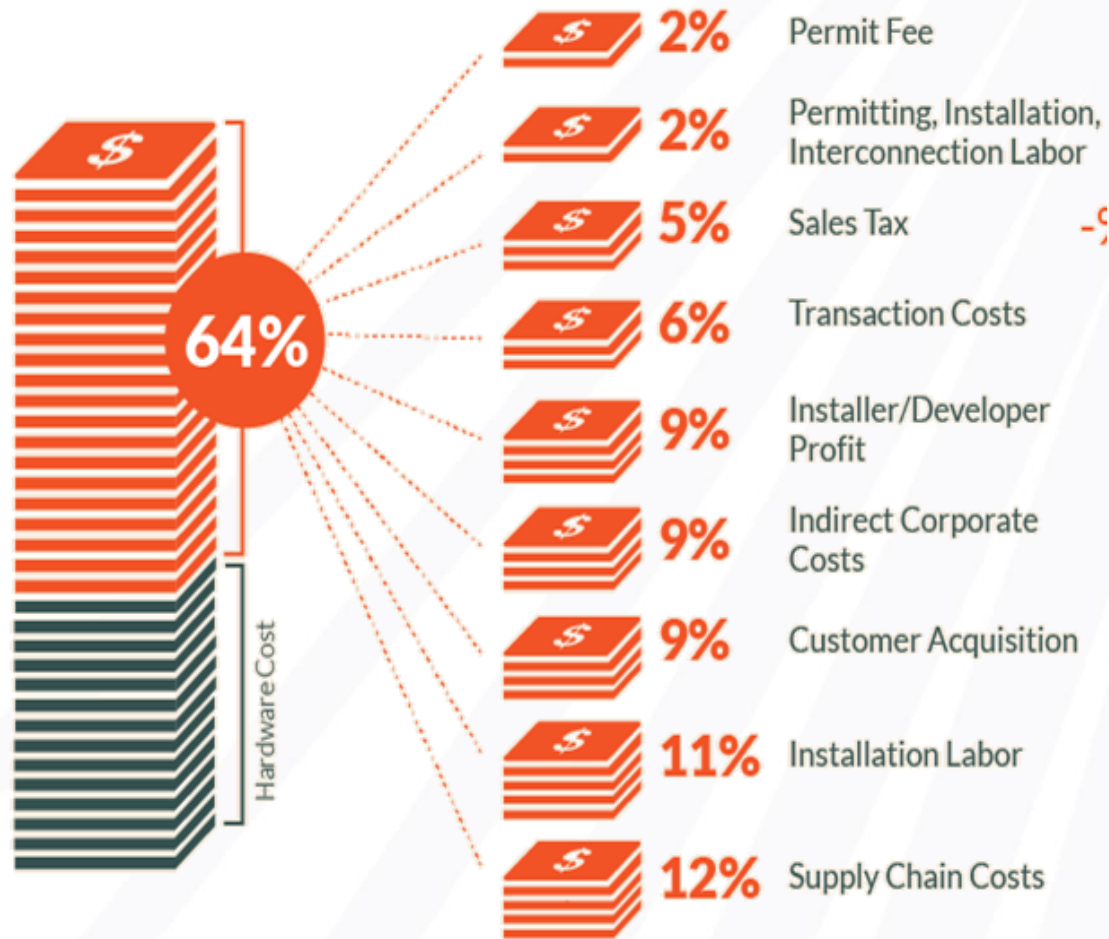 $
64%
Hardware Cost
$ 2% Permit Fee
$ 2% Permitting, Installation,
Interconnection Labor
$ 5% Sales Tax
$ 6% Transaction Costs
$ 9% Installer/Developer
Profit
$ 9% Indirect Corporate
Costs
$ 9% Customer Acquisition
$ 11% Installation Labor
$ 12% Supply Chain Costs